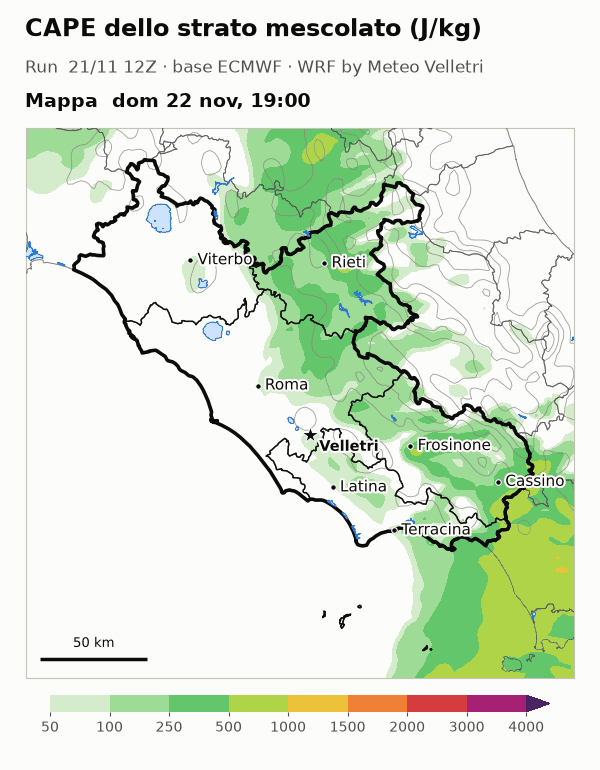 CAPE dello strato mescolato (J/kg)
Run 21/11 12Z · base ECMWF · WRF by Meteo Velletri
Mappa dom 22 nov, 19:00
Viterbo
Rieti
Roma
Velletri
Frosinone
Latina
Cassino
Terracina
50 km
50 100 250 500 1000 1500 2000 3000 4000